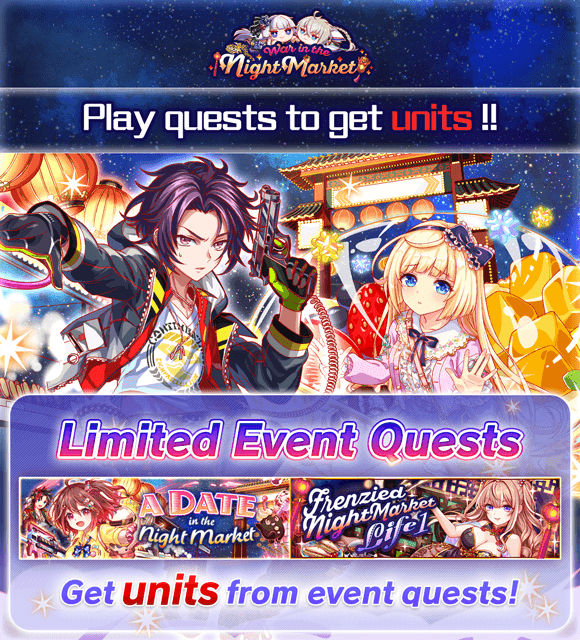 War in the
Night Market
Play quests to get units !!
Limited Event Quests
A DATE
in the
Night Market
Frenzied
Night Market
Life 1
Get units from event quests!